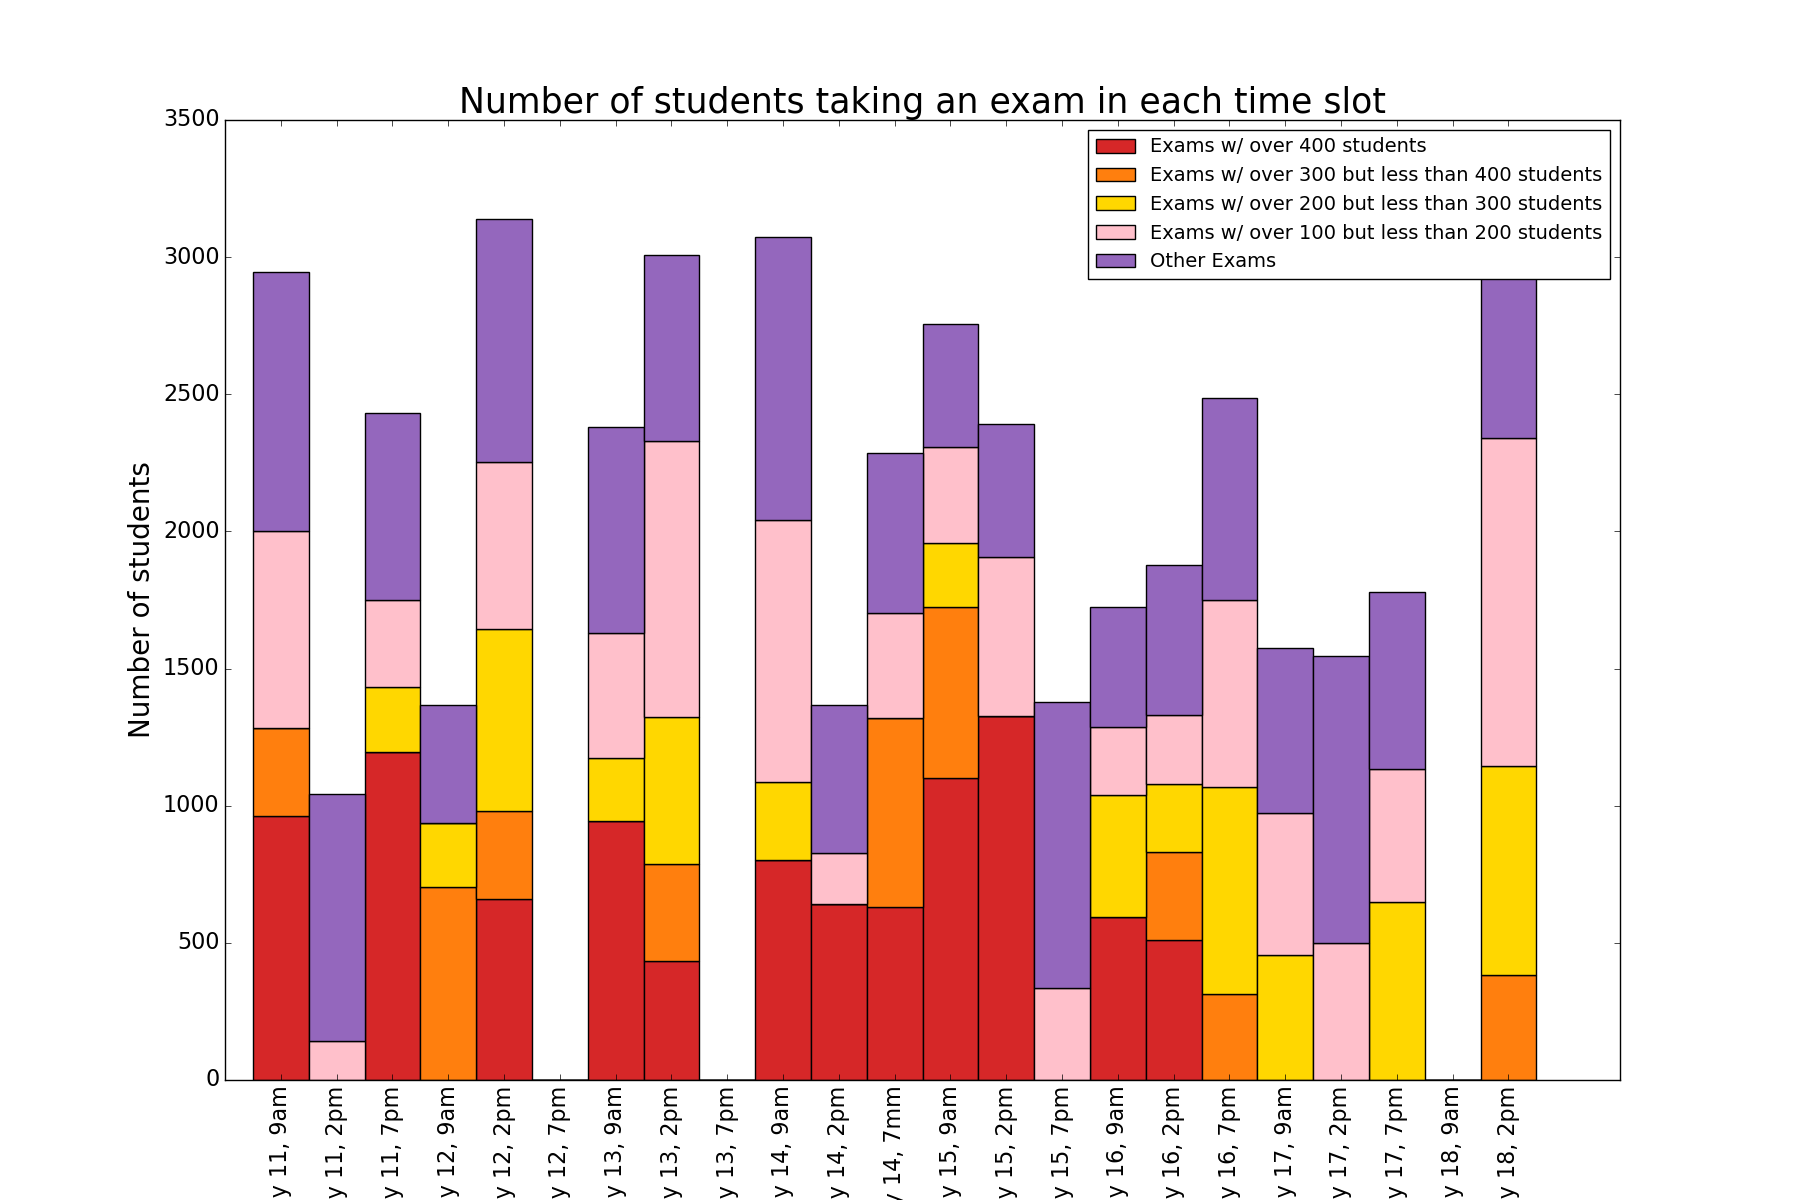 Number of students taking an exam in each time slot
Number of students
3500
3000
2500
2000
1500
1000
500
0
Exams w/ over 400 students
Exams w/ over 300 but less than 400 students
Exams w/ over 200 but less than 300 students
Exams w/ over 100 but less than 200 students
Other Exams
y 11, 9am
y 11, 2pm
y 11, 7pm
y 12, 9am
y 12, 2pm
y 12, 7pm
y 13, 9am
y 13, 2pm
y 13, 7pm
y 14, 9am
y 14, 2pm
y 14, 7mm
y 15, 9am
y 15, 2pm
y 15, 7pm
y 16, 9am
y 16, 2pm
y 16, 7pm
y 17, 9am
y 17, 2pm
y 17, 7pm
y 18, 9am
y 18, 2pm